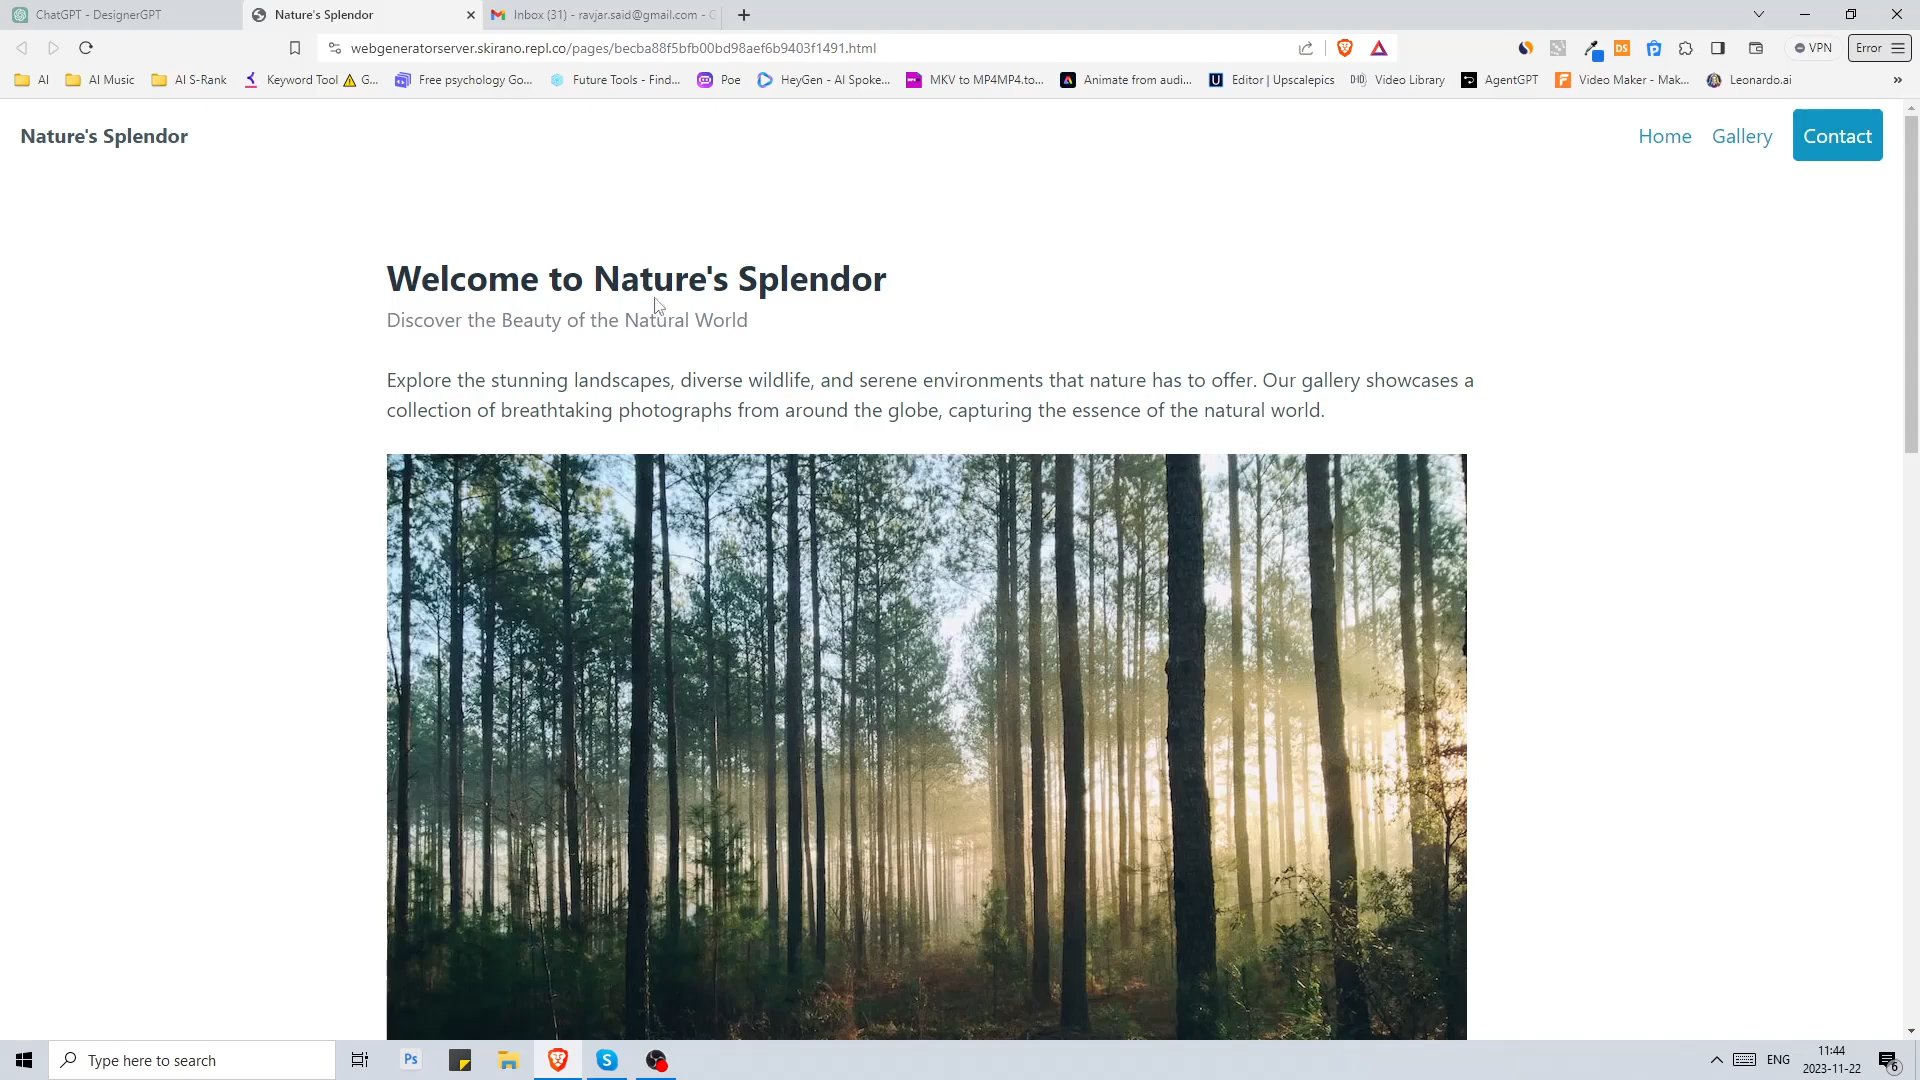 ChatGPT - DesignerGPT
Nature's Splendor
Inbox (31) - ravjar.said@gmail.com - G
webgeneratorserver.skirano.repl.co/pages/becba88f5bfb00bd98aef6b9403f1491.html
DS
VPN
Error
AI
AI Music
AI S-Rank
Keyword Tool
G...
Free psychology Go...
Future Tools - Find...
Poe
HeyGen - AI Spoke...
MKV to MP4MP4.to...
Animate from audi...
U
Editor | Upscalepics
Video Library
AgentGPT
Video Maker - Mak...
Leonardo.ai
»
Nature's Splendor
Home
Gallery
Contact
Welcome to Nature's Splendor
Discover the Beauty of the Natural World
Explore the stunning landscapes, diverse wildlife, and serene environments that nature has to offer. Our gallery showcases a
collection of breathtaking photographs from around the globe, capturing the essence of the natural world.
Type here to search
Ps
S
ENG
11:44
2023-11-22
6